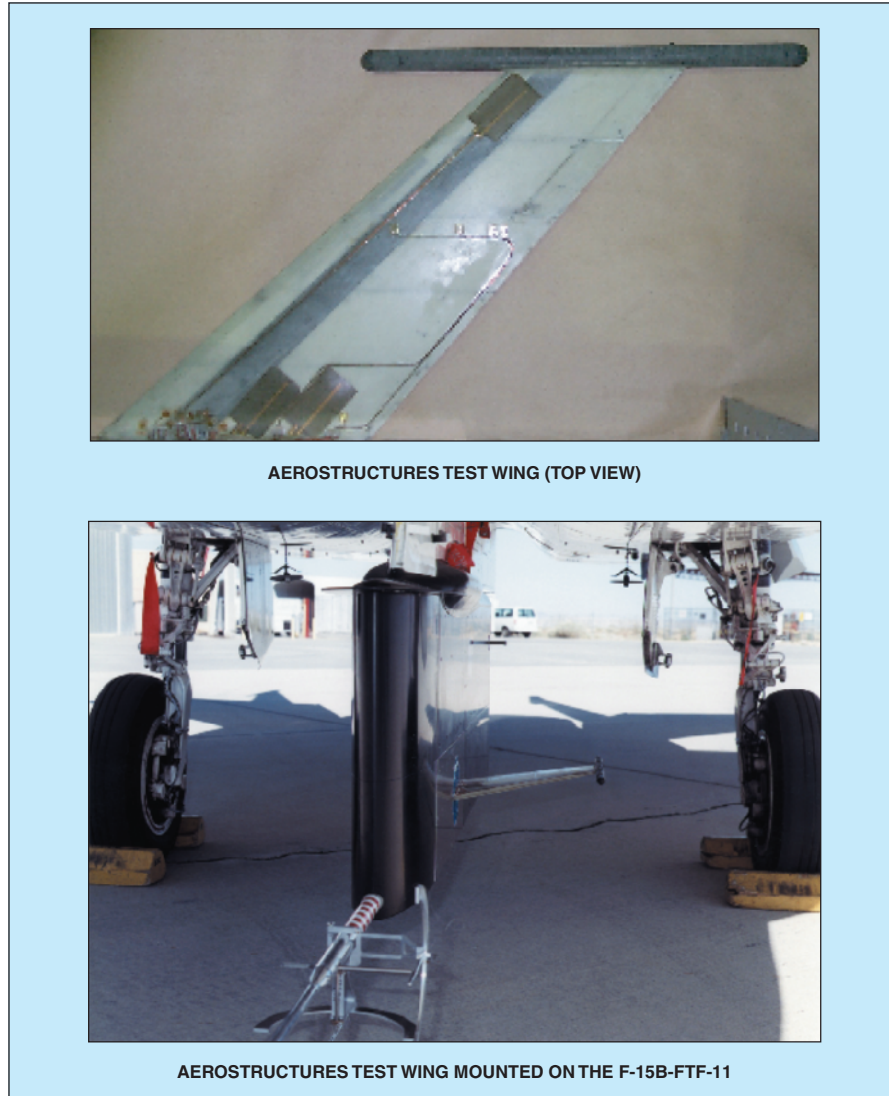 AEROSTRUCTURES TEST WING (TOP VIEW)
AEROSTRUCTURES TEST WING MOUNTED ON THE F-15B-FTF-11